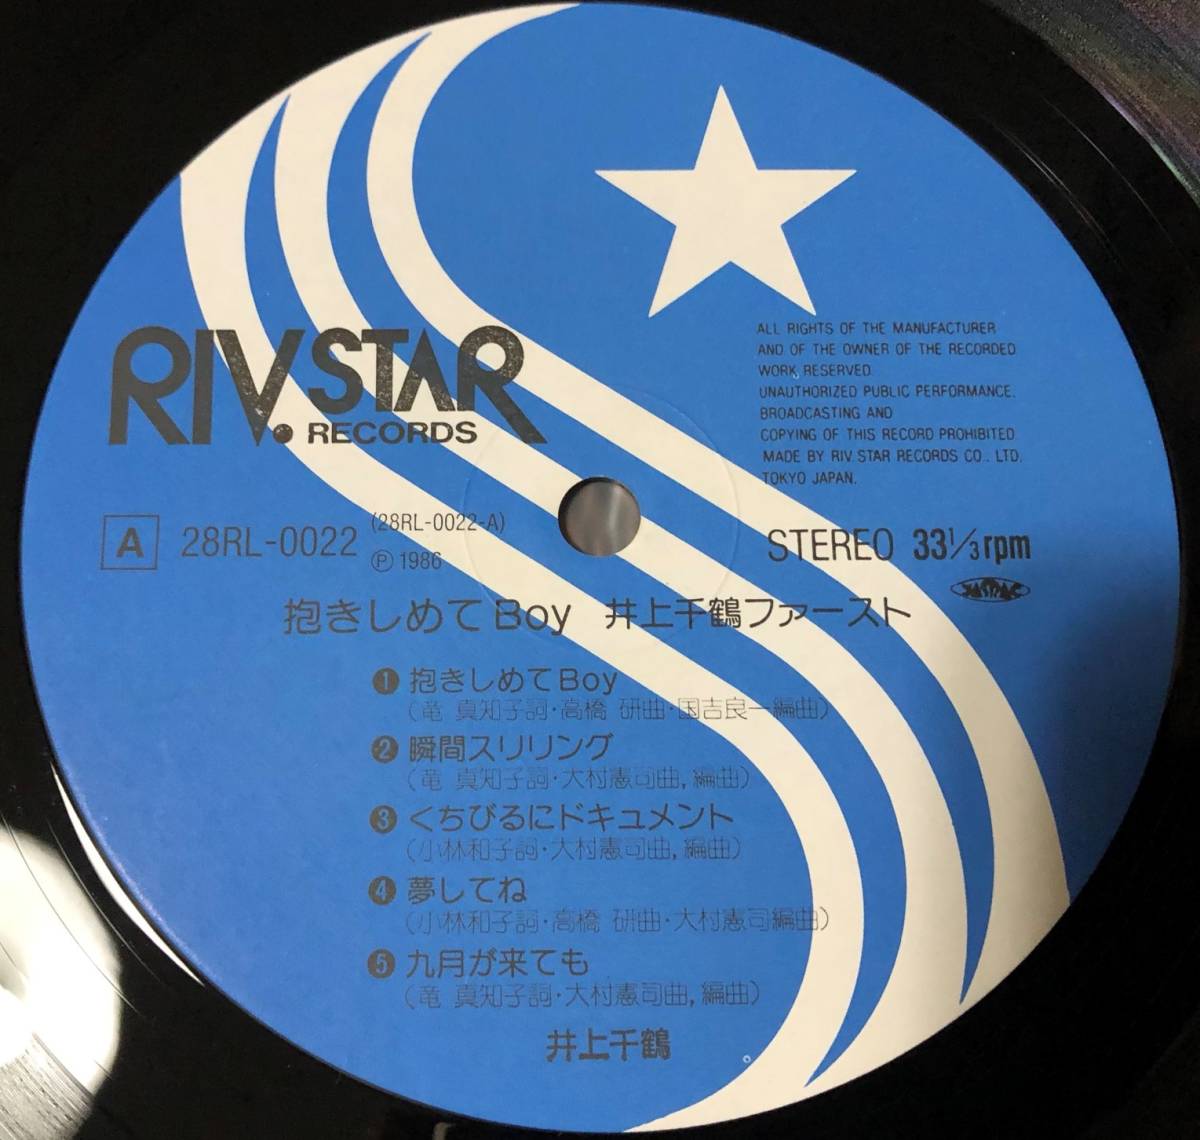 RIV.STAR
RECORDS
ALL RIGHTS OF THE MANUFACTURER
AND OF THE OWNER OF THE RECORDED
WORK RESERVED
UNAUTHORIZED PUBLIC PERFORMANCE.
BROADCASTING AND
COPYING OF THIS RECORD PROHIBITED
MADE BY RIV. STAR RECORDS CO., LTD.
TOKYO JAPAN.
A 28RL-0022 (28RL-0022-A)
Ⓟ 1986
STEREO 33 1/3 rpm
JASRAC
抱きしめてBoy 井上千鶴ファースト
❶ 抱きしめてBoy
(竜 真知子詞・高橋 研曲・国吉良一編曲)
❷ 瞬間スリリング
(竜 真知子詞・大村憲司曲,編曲)
❸ くちびるにドキュメント
(小林和子詞・大村憲司曲,編曲)
❹ 夢してね
(小林和子詞・高橋 研曲・大村憲司編曲)
❺ 九月が来ても
(竜 真知子詞・大村憲司曲,編曲)
井上千鶴